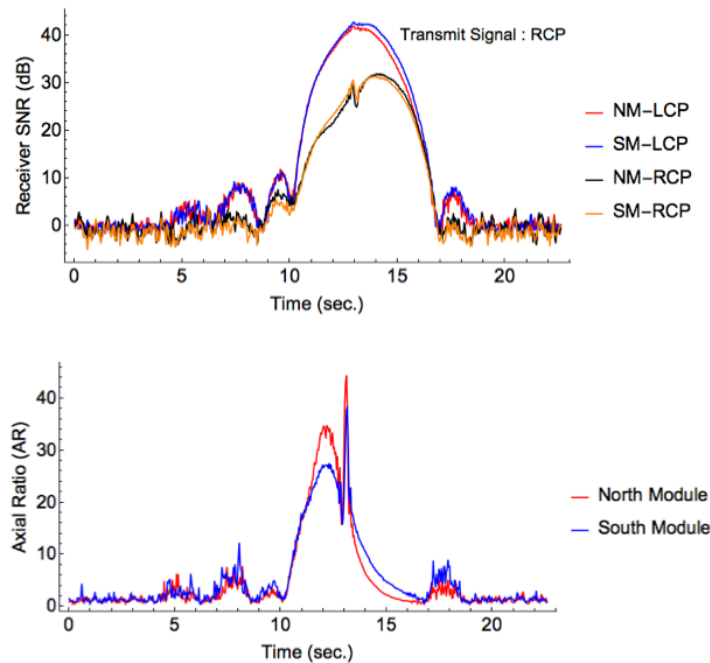 40
Transmit Signal : RCP
30
20
10
0
Receiver SNR (dB)
0 5 10 15 20
Time (sec.)
NM-LCP
SM-LCP
NM-RCP
SM-RCP
40
30
20
10
0
Axial Ratio (AR)
0 5 10 15 20
Time (sec.)
North Module
South Module